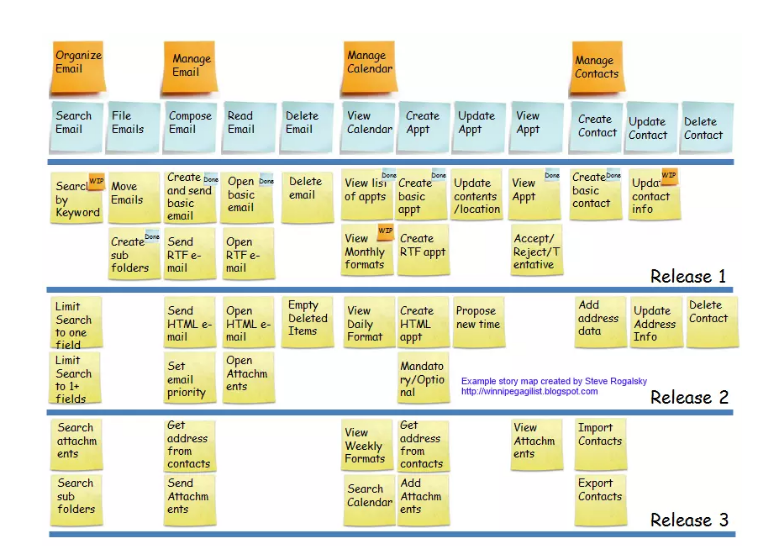 Organize
Email
Manage
Email
Manage
Calendar
Manage
Contacts
Search
Email
File
Emails
Compose
Email
Read
Email
Delete
Email
View
Calendar
Create
Appt
Update
Appt
View
Appt
Create
Contact
Update
Contact
Delete
Contact
Search
by
Keyword
WIP
Move
Emails
Create
and send
basic
email
Done
Open
basic
email
Done
Delete
email
View list
of appts
Done
Create
basic
appt
Done
Update
contents
/location
View
Appt
Done
Create
basic
contact
Done
Update
contact
info
WIP
Create
sub
folders
Done
Send
RTF e-
mail
Open
RTF e-
mail
View
Monthly
formats
WIP
Create
RTF appt
Accept/
Reject/T
entative
Release 1
Limit
Search
to one
field
Send
HTML e-
mail
Open
HTML e-
mail
Empty
Deleted
Items
View
Daily
Format
Create
HTML
appt
Propose
new time
Add
address
data
Update
Address
Info
Delete
Contact
Limit
Search
to 1+
fields
Set
email
priority
Open
Attachm
ents
Mandato
ry/Optio
nal
Example story map created by Steve Rogalsky
http://winnipegagilist.blogspot.com
Release 2
Search
attachm
ents
Get
address
from
contacts
View
Weekly
Formats
Get
address
from
contacts
View
Attachm
ents
Import
Contacts
Search
sub
folders
Send
Attachm
ents
Search
Calendar
Add
Attachm
ents
Export
Contacts
Release 3